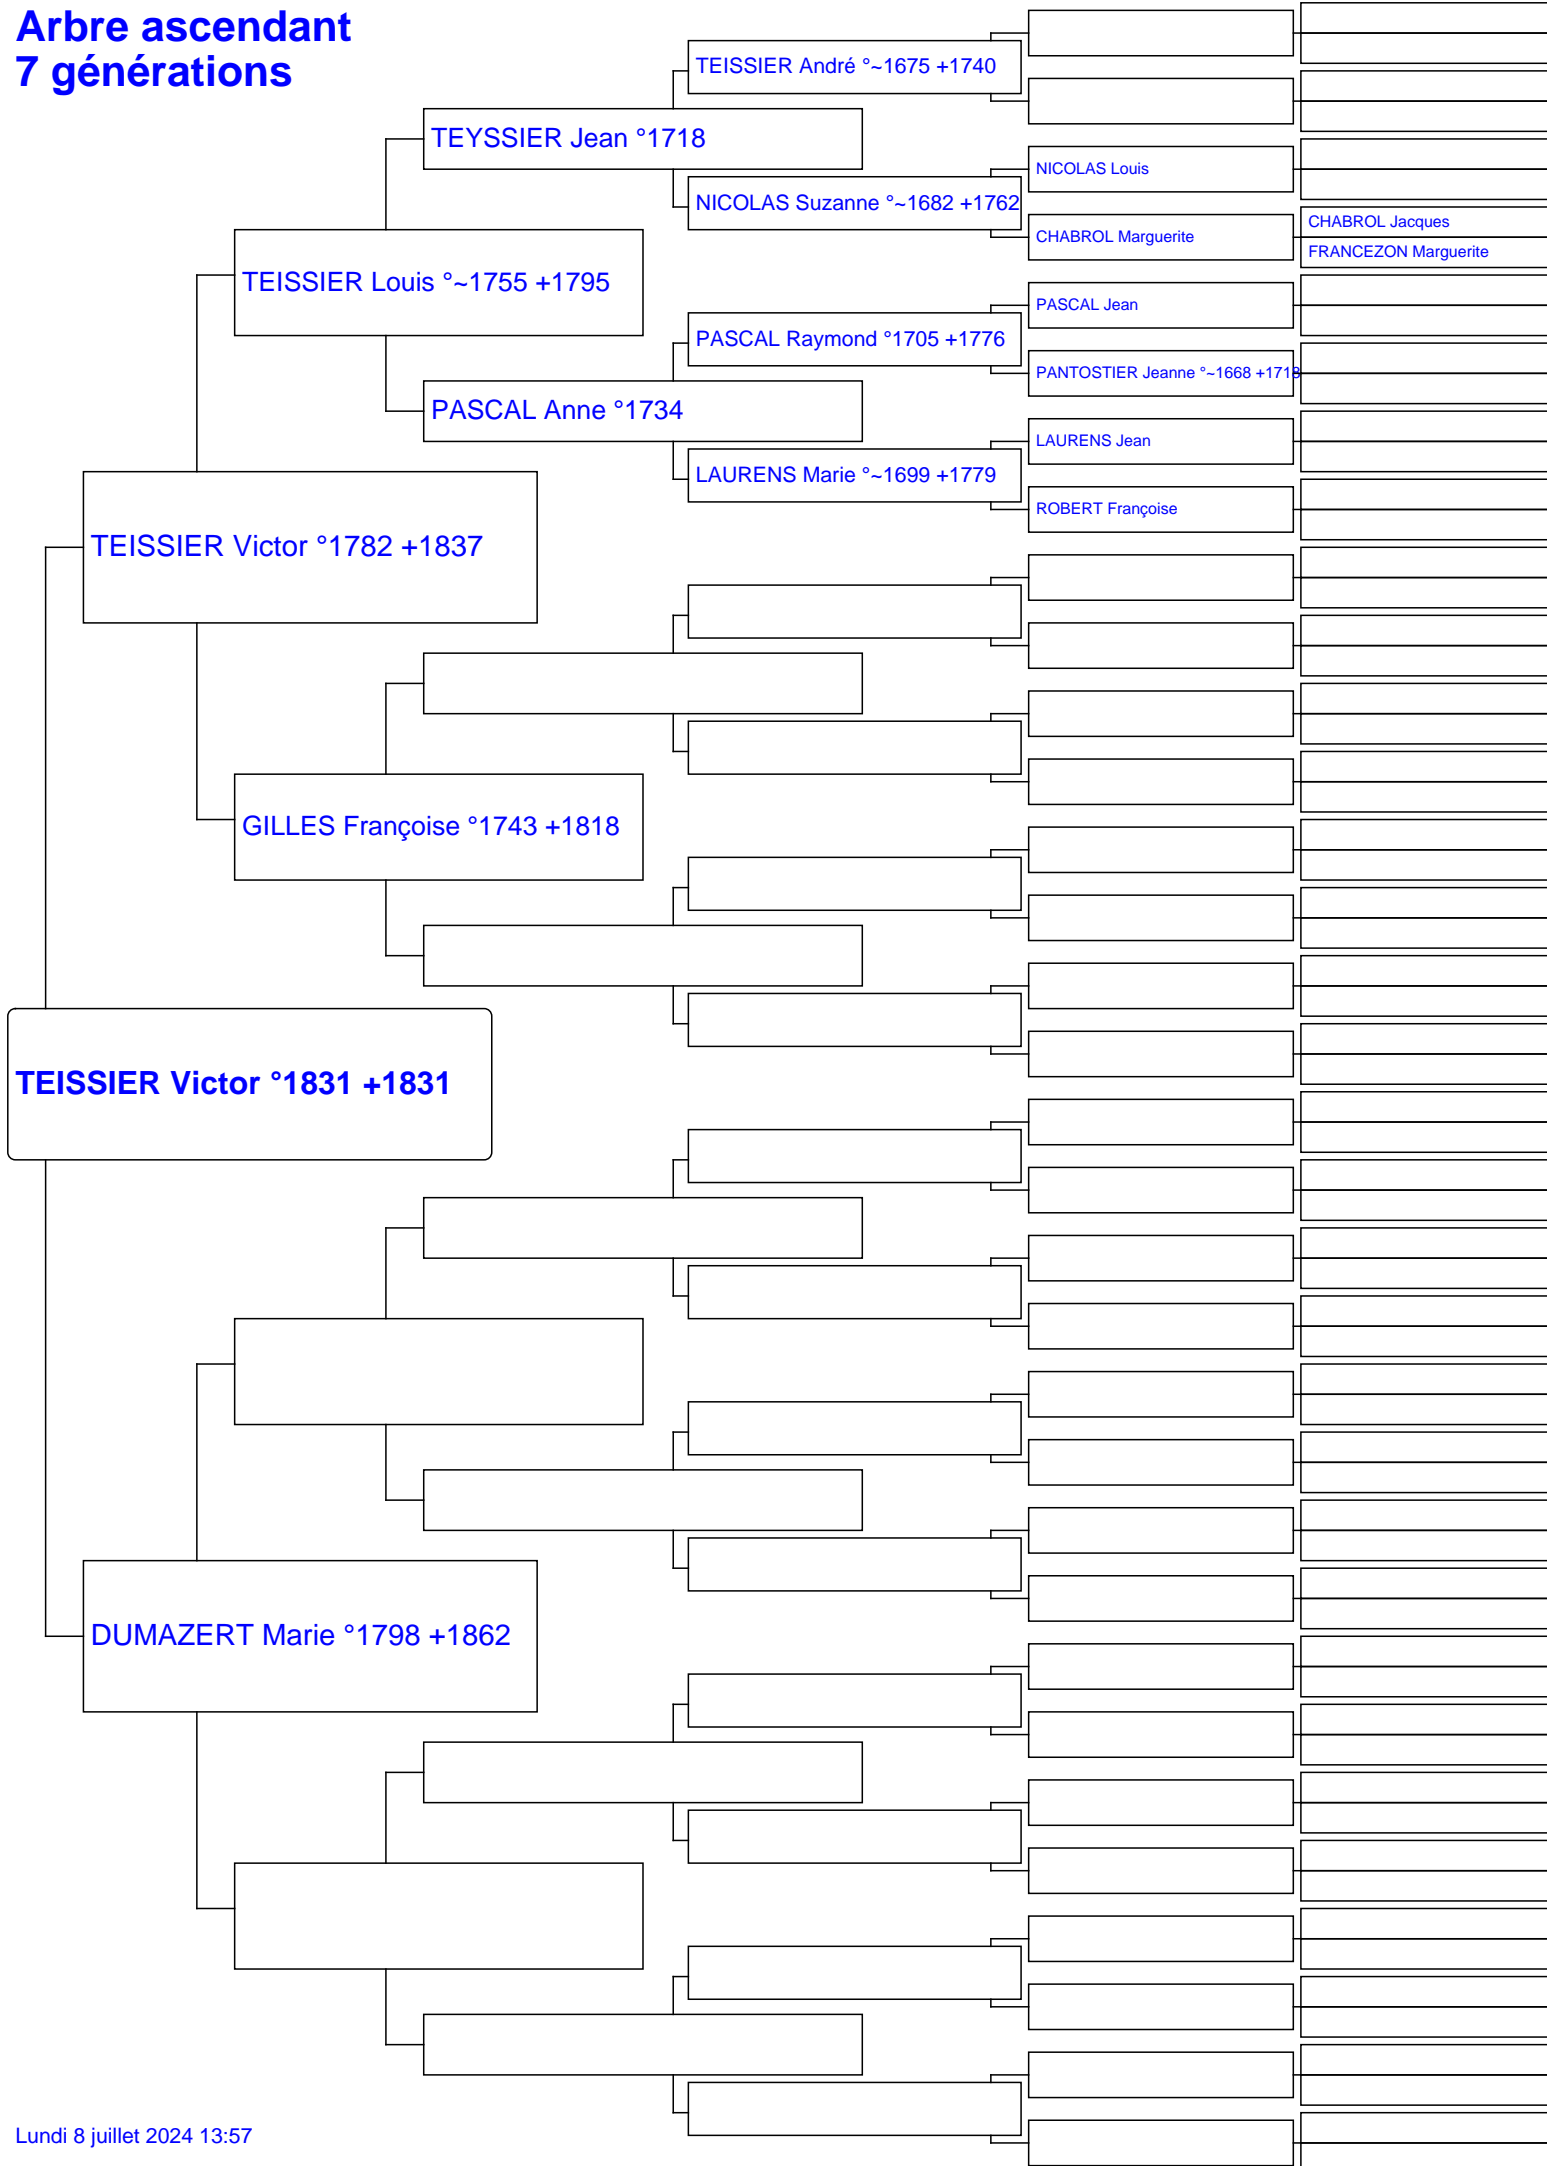 Arbre ascendant
7 générations
TEISSIER André °~1675 +1740
TEYSSIER Jean °1718
NICOLAS Louis
NICOLAS Suzanne °~1682 +1762
CHABROL Jacques
CHABROL Marguerite
FRANCEZON Marguerite
TEISSIER Louis °~1755 +1795
PASCAL Jean
PASCAL Raymond °1705 +1776
PANTOSTIER Jeanne °~1668 +1718
PASCAL Anne °1734
LAURENS Jean
LAURENS Marie °~1699 +1779
ROBERT Françoise
TEISSIER Victor °1782 +1837
GILLES Françoise °1743 +1818
TEISSIER Victor °1831 +1831
DUMAZERT Marie °1798 +1862
Lundi 8 juillet 2024 13:57